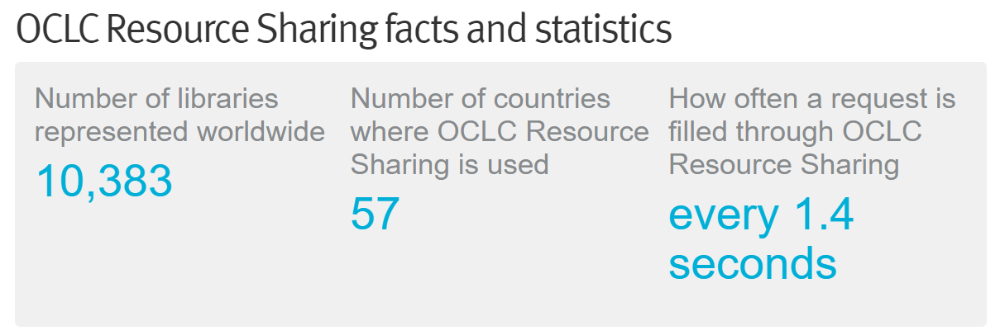 OCLC Resource Sharing facts and statistics
Number of libraries
represented worldwide
10,383
Number of countries
where OCLC Resource
Sharing is used
57
How often a request is
filled through OCLC
Resource Sharing
every 1.4
seconds